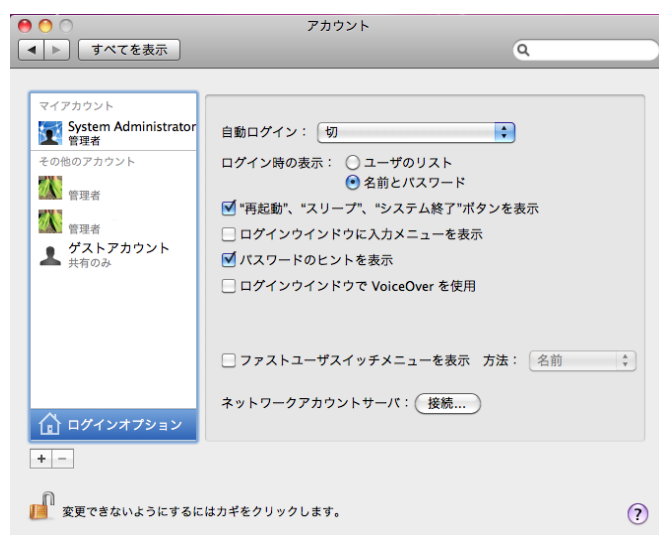 アカウント
すべてを表示
マイアカウント
System Administrator
管理者
その他のアカウント
管理者
管理者
ゲストアカウント
共有のみ
ログインオプション
自動ログイン： 切
ログイン時の表示： ユーザのリスト
名前とパスワード
"再起動"、"スリープ"、"システム終了"ボタンを表示
ログインウインドウに入力メニューを表示
パスワードのヒントを表示
ログインウインドウで VoiceOver を使用
ファストユーザスイッチメニューを表示 方法： 名前
ネットワークアカウントサーバ： 接続...
+ −
変更できないようにするにはカギをクリックします。
?